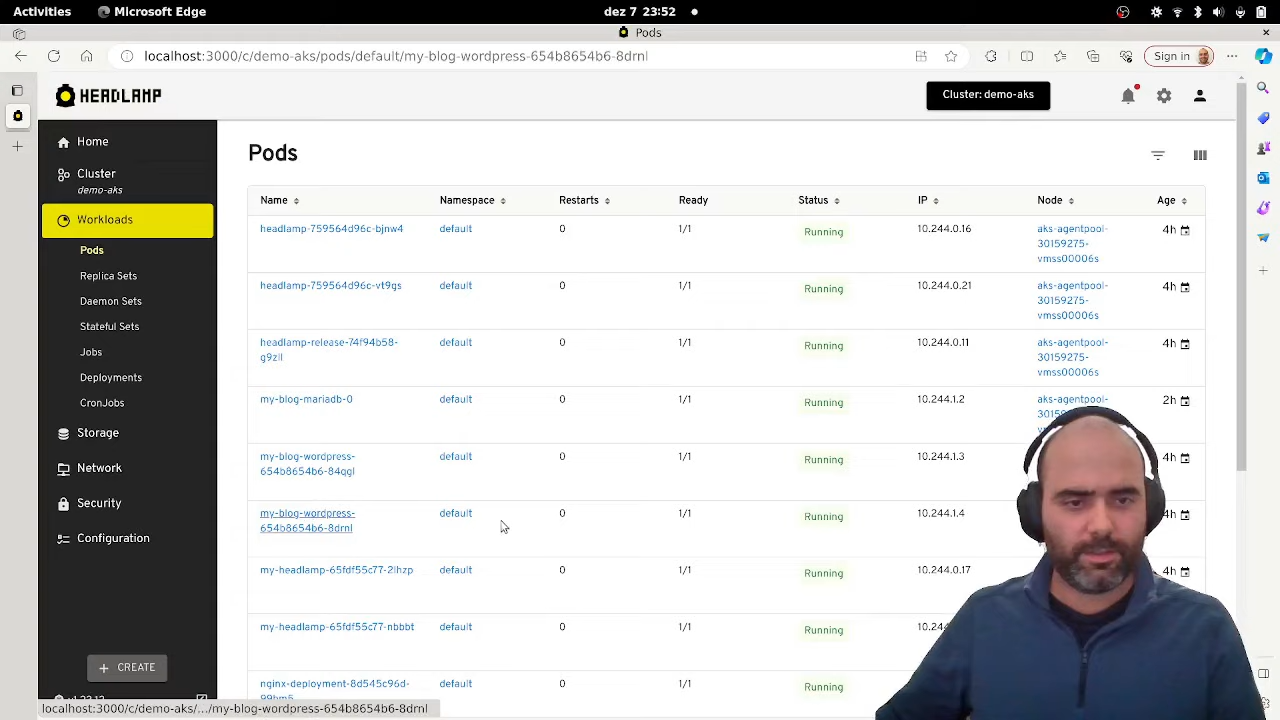 Activities
Microsoft Edge
dez 7 23:52
Pods
localhost:3000/c/demo-aks/pods/default/my-blog-wordpress-654b8654b6-8drnl
Sign in
HEADLAMP
Cluster: demo-aks
Home
Cluster
demo-aks
Workloads
Pods
Replica Sets
Daemon Sets
Stateful Sets
Jobs
Deployments
CronJobs
Storage
Network
Security
Configuration
+ CREATE
Pods
Name Namespace Restarts Ready Status IP Node Age
headlamp-759564d96c-bjnw4 default 0 1/1 Running 10.244.0.16 aks-agentpool-
30159275-
vmss00006s
4h
headlamp-759564d96c-vt9gs default 0 1/1 Running 10.244.0.21 aks-agentpool-
30159275-
vmss00006s
4h
headlamp-release-74f94b58-
g9zil
default 0 1/1 Running 10.244.0.11 aks-agentpool-
30159275-
vmss00006s
4h
my-blog-mariadb-0 default 0 1/1 Running 10.244.1.2 aks-agentpool-
2h
my-blog-wordpress-
654b8654b6-84qgl
default 0 1/1 Running 10.244.1.3
4h
my-blog-wordpress-
654b8654b6-8drnl
default 0 1/1 Running 10.244.1.4
4h
my-headlamp-65fdf55c77-2lhzp default 0 1/1 Running 10.244.0.17
4h
my-headlamp-65fdf55c77-nbbbt default 0 1/1 Running
nginx-deployment-8d545c96d-
default 0 1/1 Running
localhost:3000/c/demo-aks/.../my-blog-wordpress-654b8654b6-8drnl